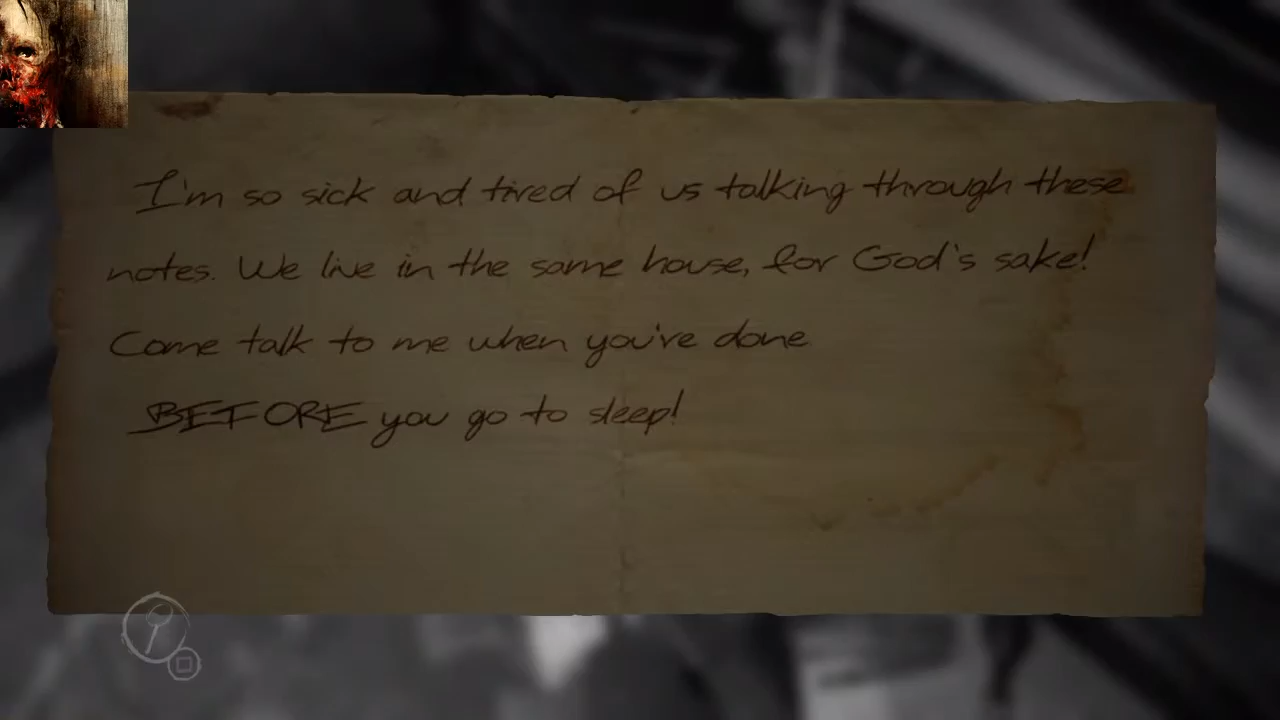 I'm so sick and tired of us talking through these
notes. We live in the same house, for God's sake!
Come talk to me when you're done
BEFORE you go to sleep!